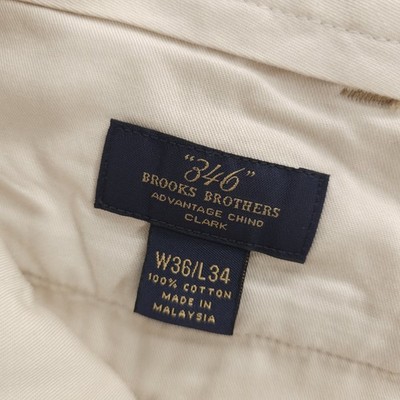 "346"
BROOKS BROTHERS
ADVANTAGE CHINO
CLARK
W36/L34
100% COTTON
MADE IN
MALAYSIA